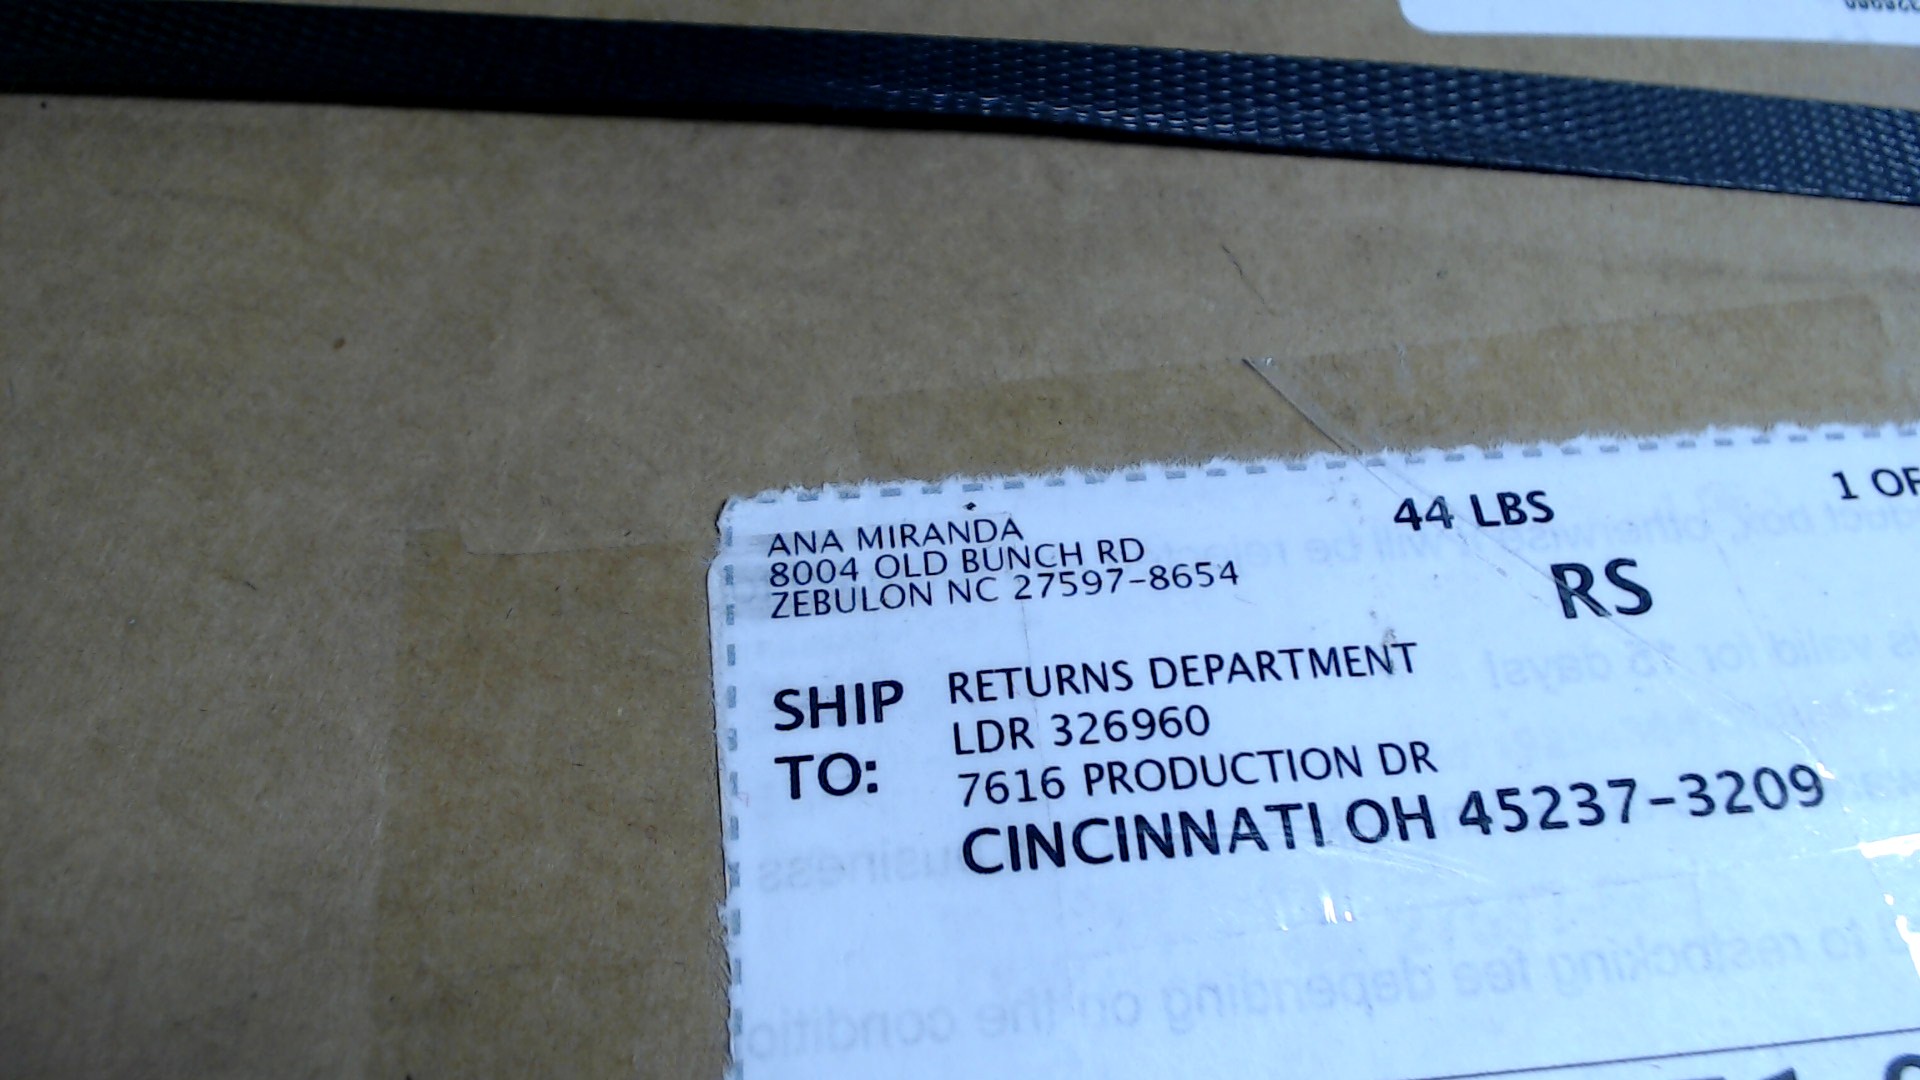 ANA MIRANDA
8004 OLD BUNCH RD
ZEBULON NC 27597-8654
44 LBS
1 OF
RS
SHIP TO:
RETURNS DEPARTMENT
LDR 326960
7616 PRODUCTION DR
CINCINNATI OH 45237-3209